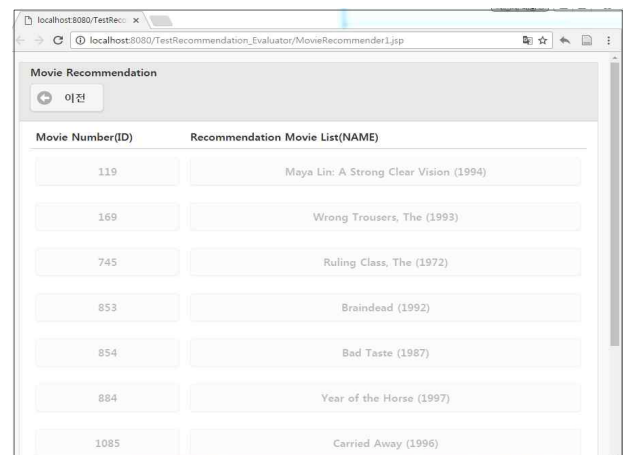 localhost:8080/TestReco
localhost:8080/TestRecommendation_Evaluator/MovieRecommender1.jsp
Movie Recommendation
이전
Movie Number(ID) Recommendation Movie List(NAME)
119 Maya Lin: A Strong Clear Vision (1994)
169 Wrong Trousers, The (1993)
745 Ruling Class, The (1972)
853 Braindead (1992)
854 Bad Taste (1987)
884 Year of the Horse (1997)
1085 Carried Away (1996)